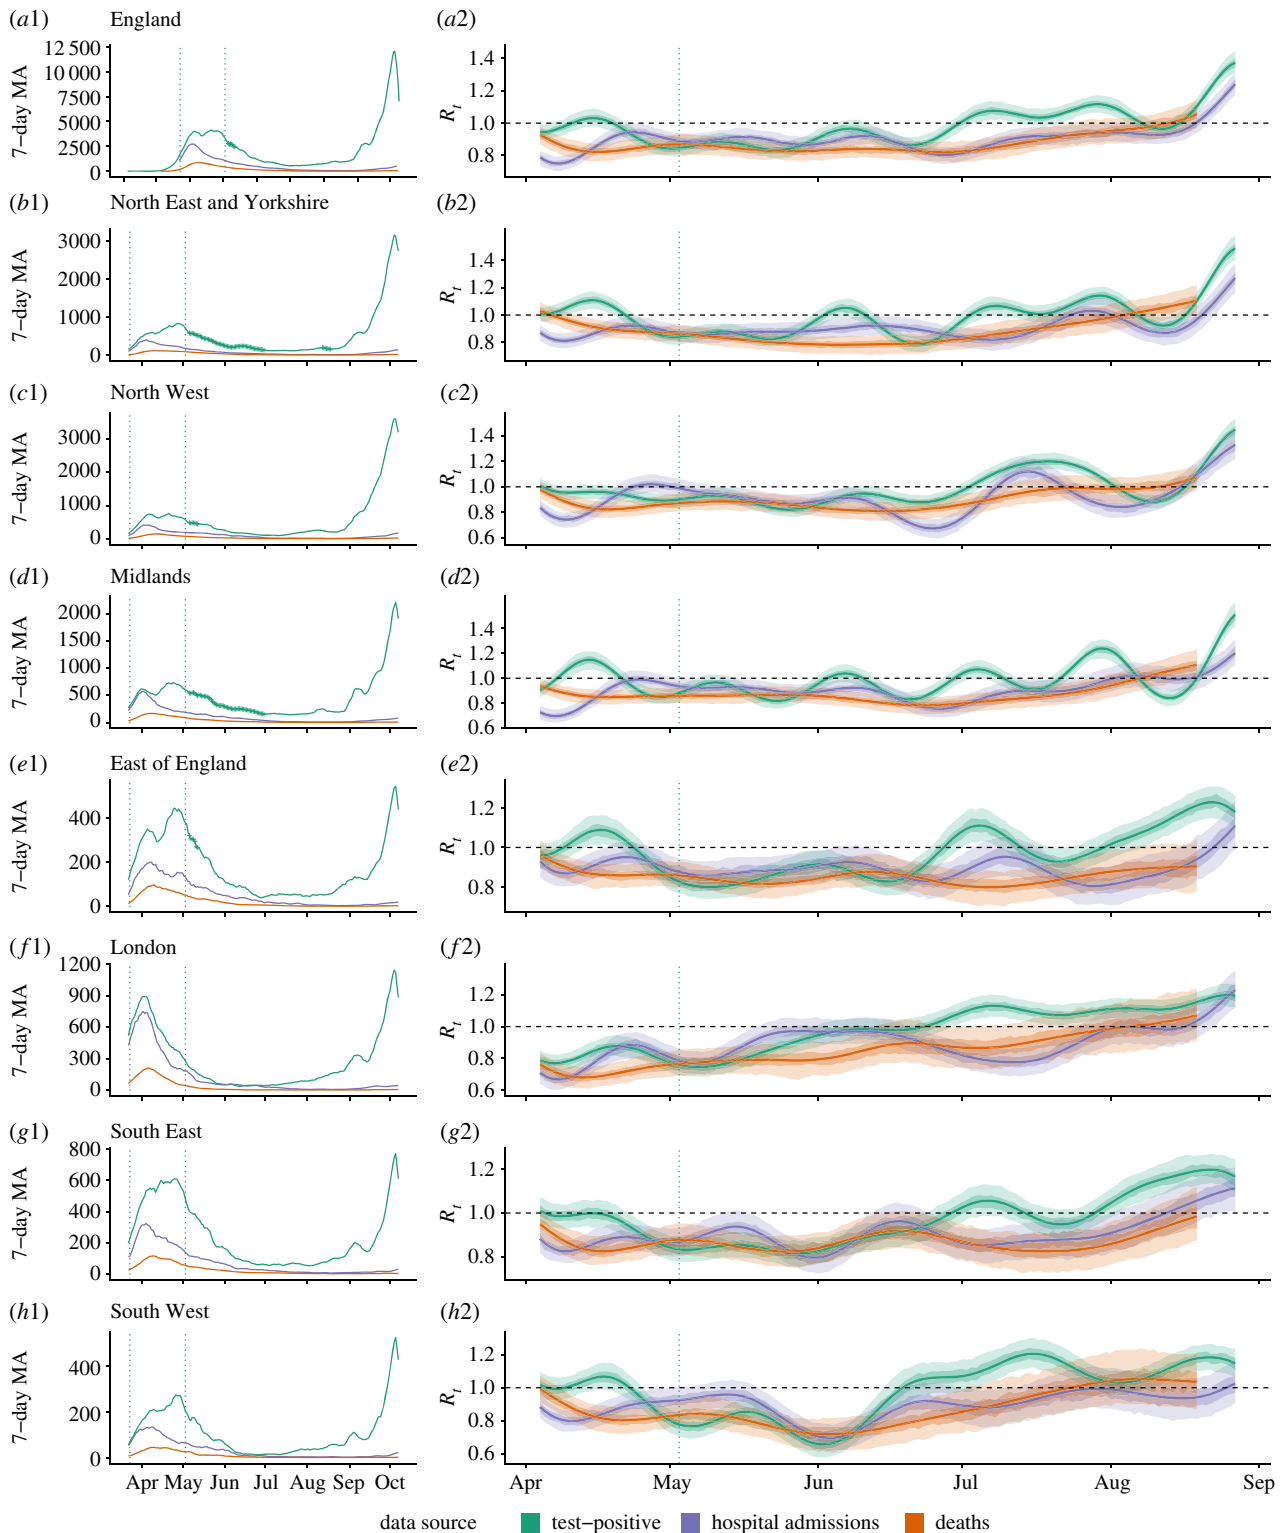 (a1) England (a2)
7–day MA
12 500
10 000
7500
5000
2500
0
R_t
1.4
1.2
1.0
0.8
(b1) North East and Yorkshire (b2)
7–day MA
3000
2000
1000
0
R_t
1.4
1.2
1.0
0.8
(c1) North West (c2)
7–day MA
3000
2000
1000
0
R_t
1.4
1.2
1.0
0.8
0.6
(d1) Midlands (d2)
7–day MA
2000
1500
1000
500
0
R_t
1.4
1.2
1.0
0.8
0.6
(e1) East of England (e2)
7–day MA
400
200
0
R_t
1.2
1.0
0.8
(f1) London (f2)
7–day MA
1200
900
600
300
0
R_t
1.2
1.0
0.8
0.6
(g1) South East (g2)
7–day MA
800
600
400
200
0
R_t
1.2
1.0
0.8
(h1) South West (h2)
7–day MA
400
200
0
R_t
1.2
1.0
0.8
0.6
Apr May Jun Jul Aug Sep Oct
Apr May Jun Jul Aug Sep
data source test–positive hospital admissions deaths